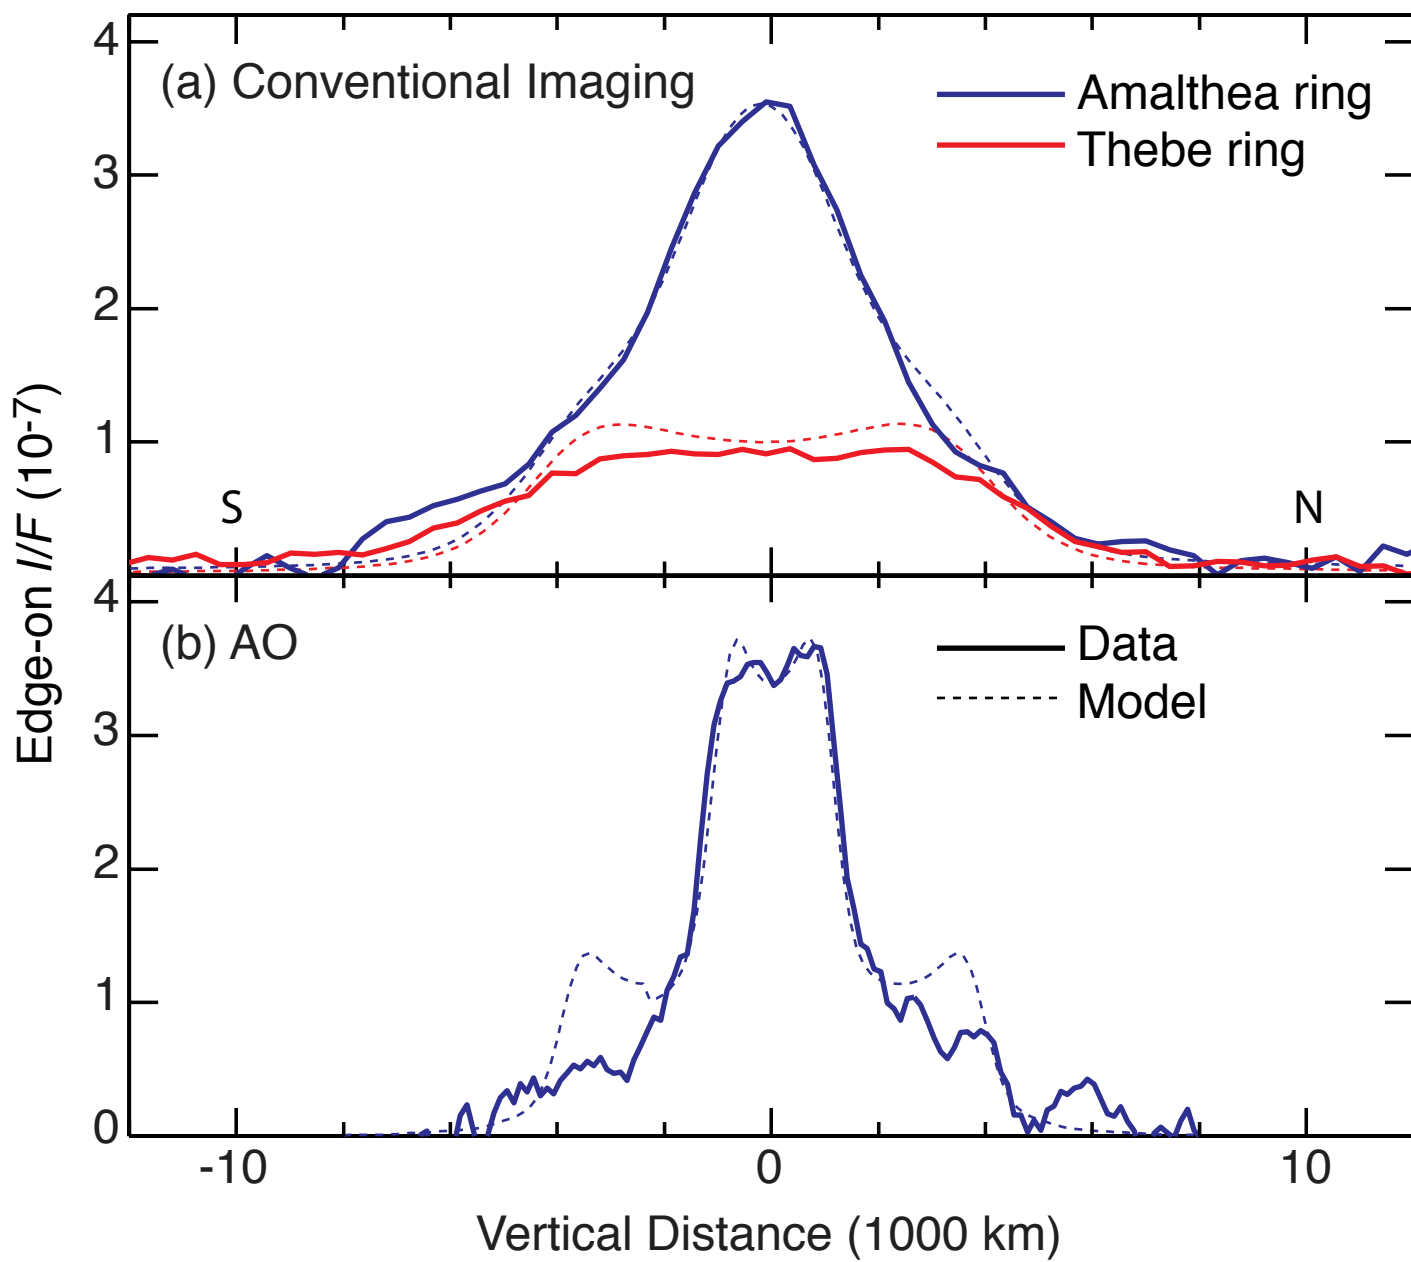 (a) Conventional Imaging
Amalthea ring
Thebe ring
4
3
2
1
S
N
Edge-on I/F (10-7)
(b) AO
Data
Model
4
3
2
1
0
-10
0
10
Vertical Distance (1000 km)